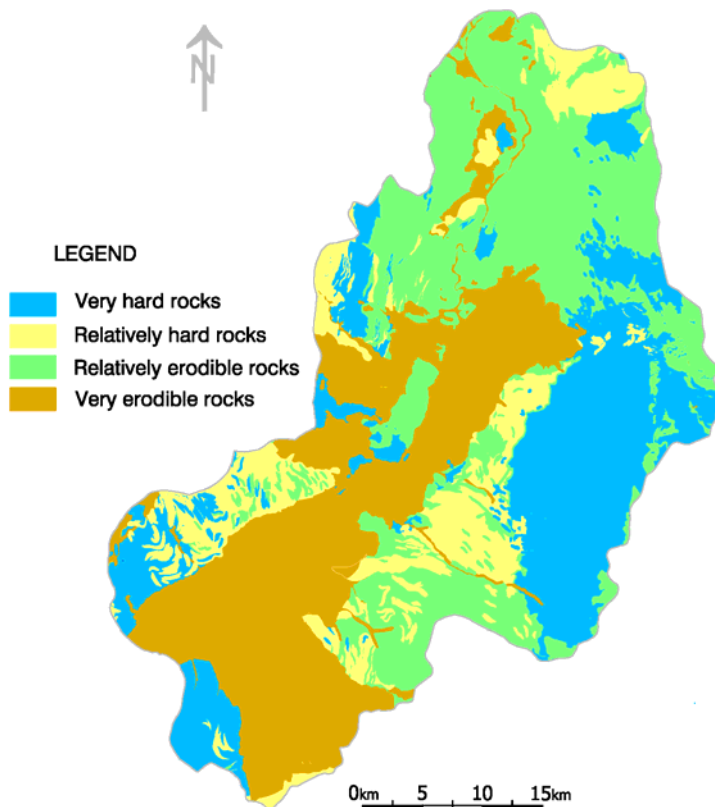 N
LEGEND
Very hard rocks
Relatively hard rocks
Relatively erodible rocks
Very erodible rocks
0km 5 10 15km